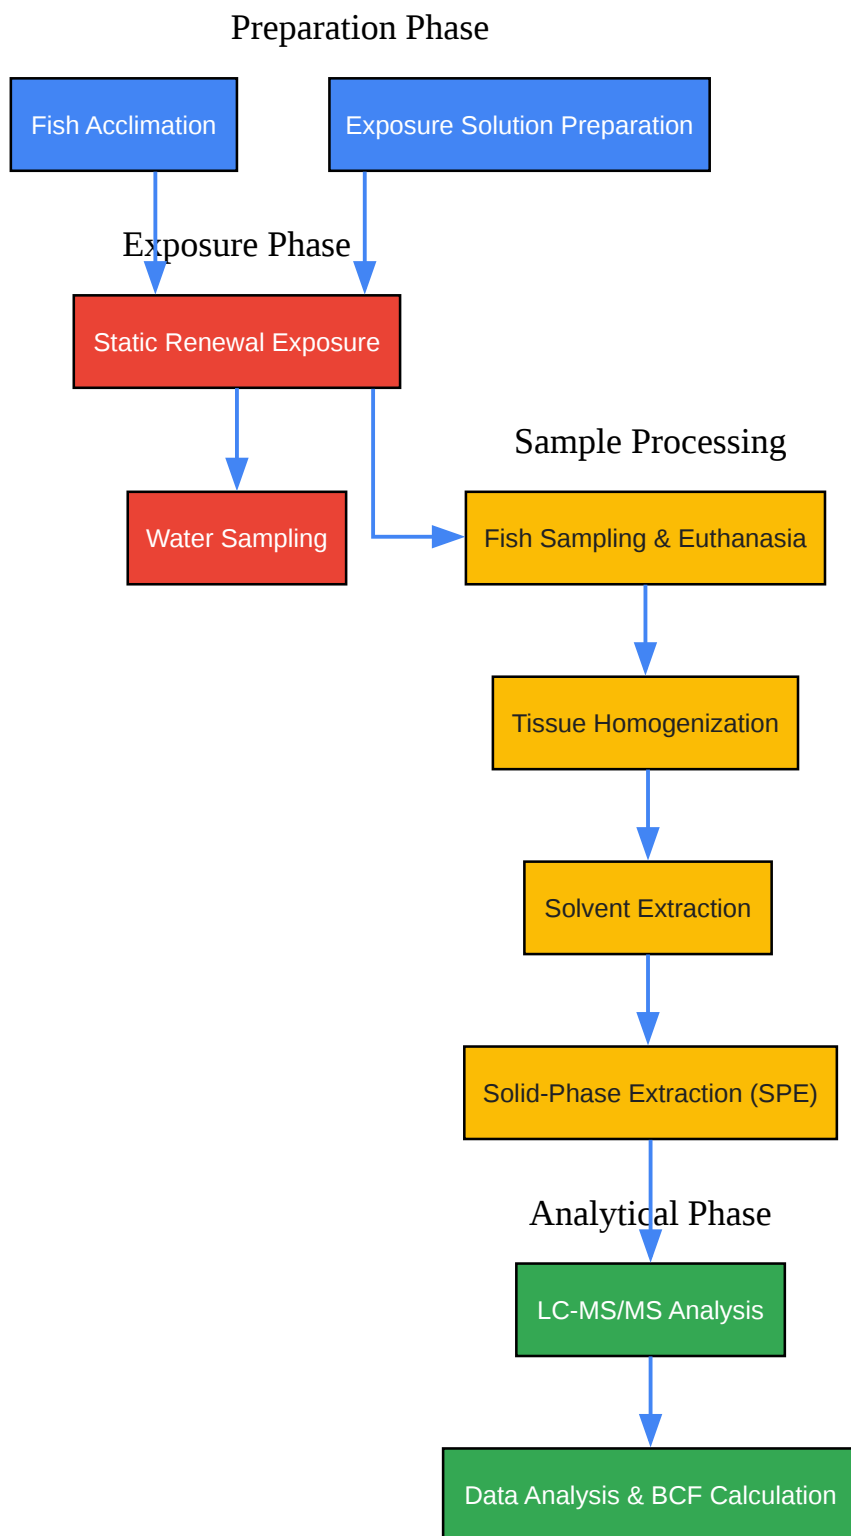 Preparation Phase
Fish Acclimation
Exposure Solution Preparation
Exposure Phase
Static Renewal Exposure
Sample Processing
Water Sampling
Fish Sampling & Euthanasia
Tissue Homogenization
Solvent Extraction
Solid-Phase Extraction (SPE)
Analytical Phase
LC-MS/MS Analysis
Data Analysis & BCF Calculation